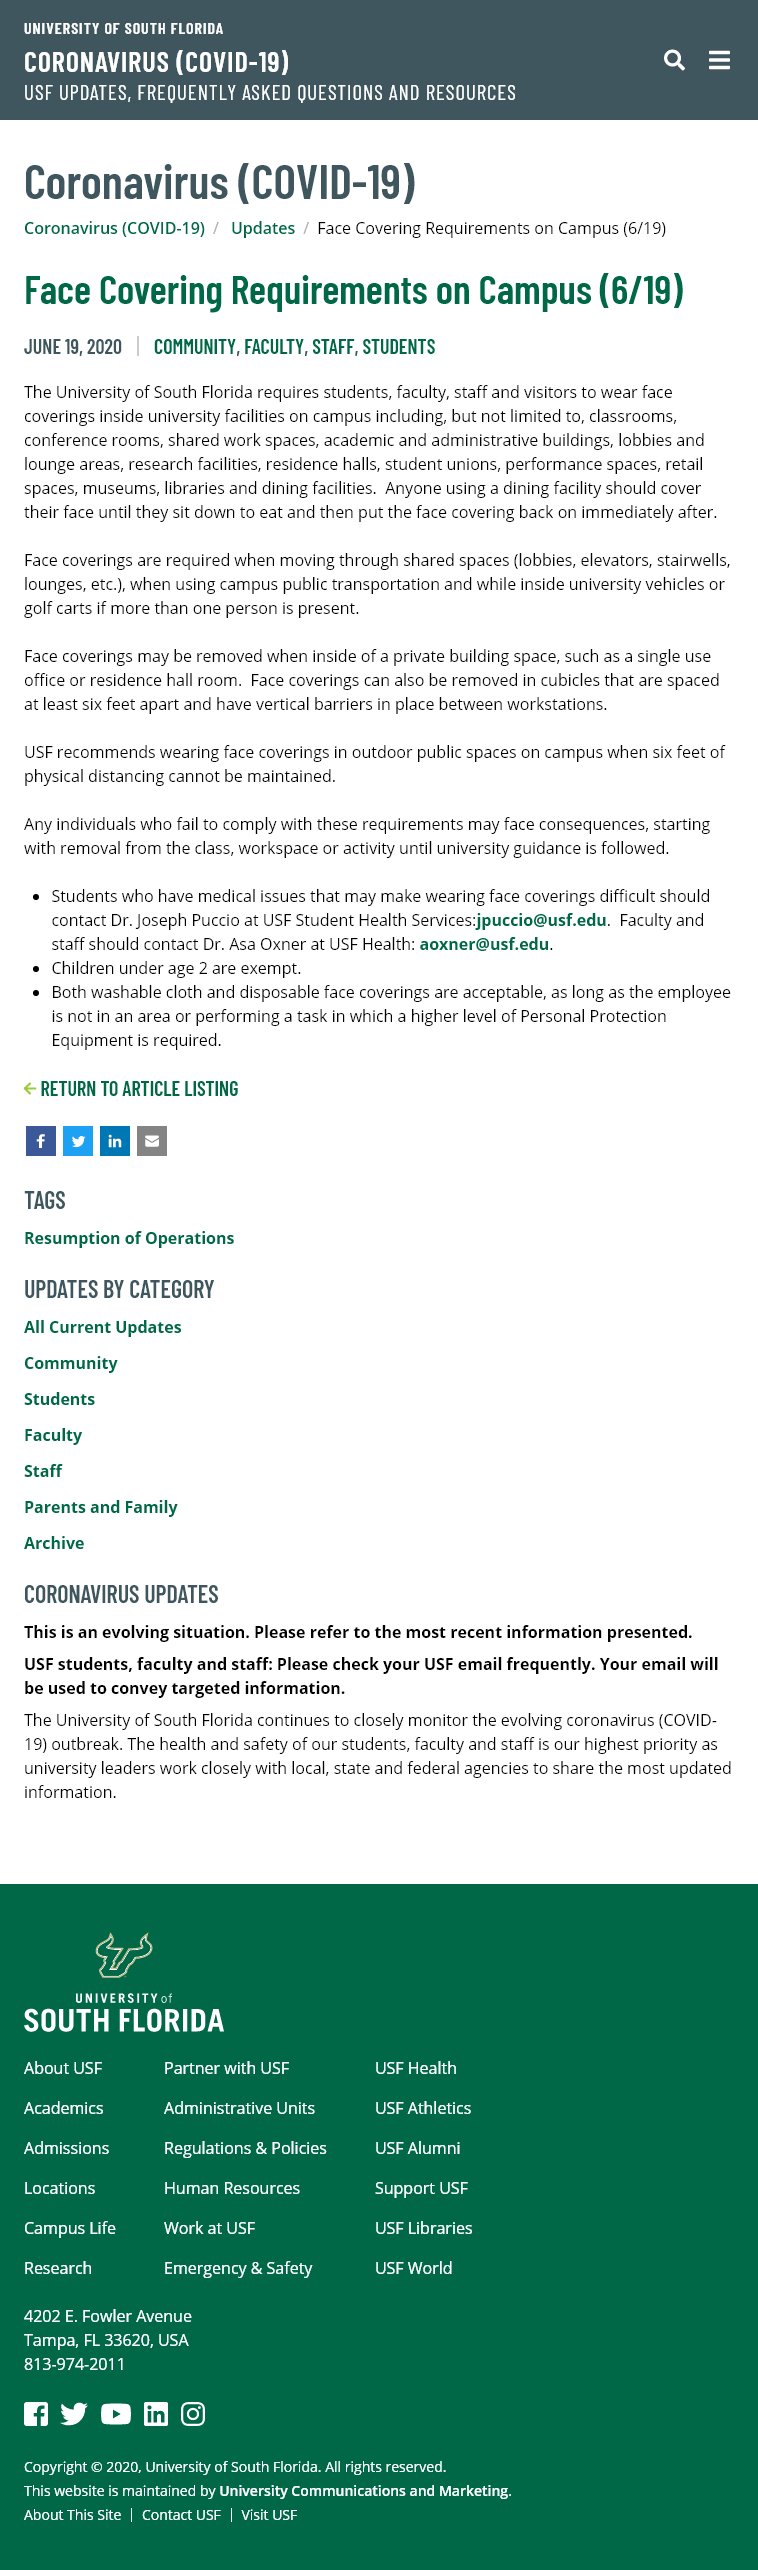 UNIVERSITY OF SOUTH FLORIDA
CORONAVIRUS (COVID-19)
USF UPDATES, FREQUENTLY ASKED QUESTIONS AND RESOURCES
Coronavirus (COVID-19)
Coronavirus (COVID-19) / Updates / Face Covering Requirements on Campus (6/19)
Face Covering Requirements on Campus (6/19)
JUNE 19, 2020 | COMMUNITY, FACULTY, STAFF, STUDENTS
The University of South Florida requires students, faculty, staff and visitors to wear face
coverings inside university facilities on campus including, but not limited to, classrooms,
conference rooms, shared work spaces, academic and administrative buildings, lobbies and
lounge areas, research facilities, residence halls, student unions, performance spaces, retail
spaces, museums, libraries and dining facilities.  Anyone using a dining facility should cover
their face until they sit down to eat and then put the face covering back on immediately after.
Face coverings are required when moving through shared spaces (lobbies, elevators, stairwells,
lounges, etc.), when using campus public transportation and while inside university vehicles or
golf carts if more than one person is present.
Face coverings may be removed when inside of a private building space, such as a single use
office or residence hall room.  Face coverings can also be removed in cubicles that are spaced
at least six feet apart and have vertical barriers in place between workstations.
USF recommends wearing face coverings in outdoor public spaces on campus when six feet of
physical distancing cannot be maintained.
Any individuals who fail to comply with these requirements may face consequences, starting
with removal from the class, workspace or activity until university guidance is followed.
• Students who have medical issues that may make wearing face coverings difficult should
contact Dr. Joseph Puccio at USF Student Health Services:jpuccio@usf.edu.  Faculty and
staff should contact Dr. Asa Oxner at USF Health: aoxner@usf.edu.
• Children under age 2 are exempt.
• Both washable cloth and disposable face coverings are acceptable, as long as the employee
is not in an area or performing a task in which a higher level of Personal Protection
Equipment is required.
RETURN TO ARTICLE LISTING
TAGS
Resumption of Operations
UPDATES BY CATEGORY
All Current Updates
Community
Students
Faculty
Staff
Parents and Family
Archive
CORONAVIRUS UPDATES
This is an evolving situation. Please refer to the most recent information presented.
USF students, faculty and staff: Please check your USF email frequently. Your email will
be used to convey targeted information.
The University of South Florida continues to closely monitor the evolving coronavirus (COVID-
19) outbreak. The health and safety of our students, faculty and staff is our highest priority as
university leaders work closely with local, state and federal agencies to share the most updated
information.
UNIVERSITY of
SOUTH FLORIDA
About USF Partner with USF USF Health
Academics Administrative Units USF Athletics
Admissions Regulations & Policies USF Alumni
Locations Human Resources Support USF
Campus Life Work at USF USF Libraries
Research Emergency & Safety USF World
4202 E. Fowler Avenue
Tampa, FL 33620, USA
813-974-2011
Copyright © 2020, University of South Florida. All rights reserved.
This website is maintained by University Communications and Marketing.
About This Site | Contact USF | Visit USF